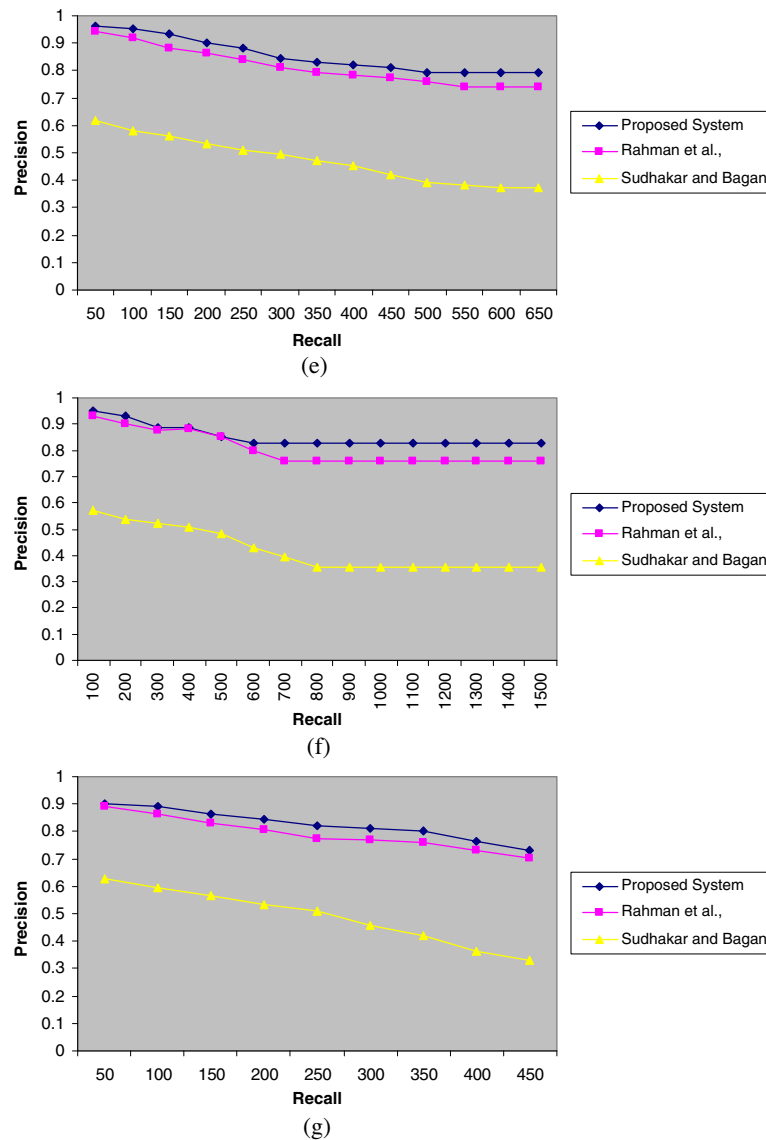 1
0.9
0.8
0.7
0.6
0.5
0.4
0.3
0.2
0.1
0
Precision
50 100 150 200 250 300 350 400 450 500 550 600 650
Recall
Proposed System
Rahman et al.,
Sudhakar and Bagan
(e)
1
0.9
0.8
0.7
0.6
0.5
0.4
0.3
0.2
0.1
0
Precision
100 200 300 400 500 600 700 800 900 1000 1100 1200 1300 1400 1500
Recall
Proposed System
Rahman et al.,
Sudhakar and Bagan
(f)
1
0.9
0.8
0.7
0.6
0.5
0.4
0.3
0.2
0.1
0
Precision
50 100 150 200 250 300 350 400 450
Recall
Proposed System
Rahman et al.,
Sudhakar and Bagan
(g)